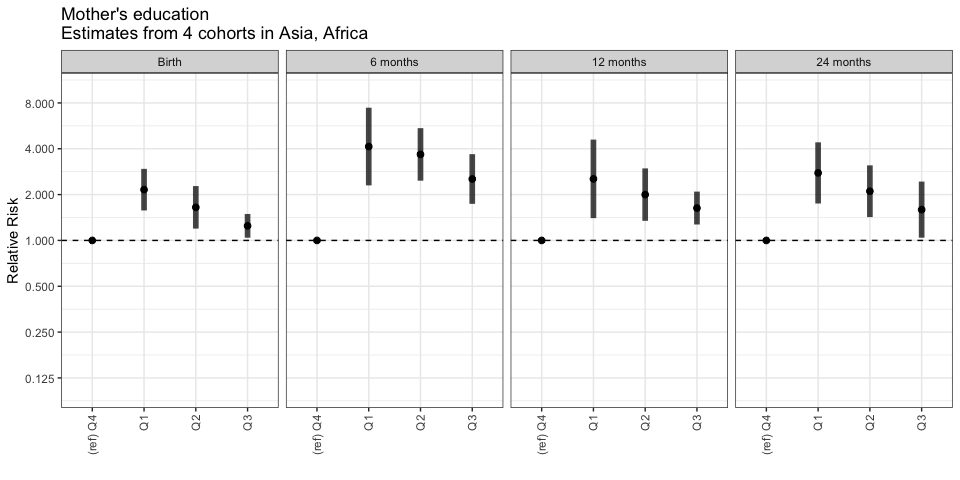 Mother's education
Estimates from 4 cohorts in Asia, Africa
Birth
6 months
12 months
24 months
Relative Risk
8.000
4.000
2.000
1.000
0.500
0.250
0.125
(ref) Q4
Q1
Q2
Q3
(ref) Q4
Q1
Q2
Q3
(ref) Q4
Q1
Q2
Q3
(ref) Q4
Q1
Q2
Q3